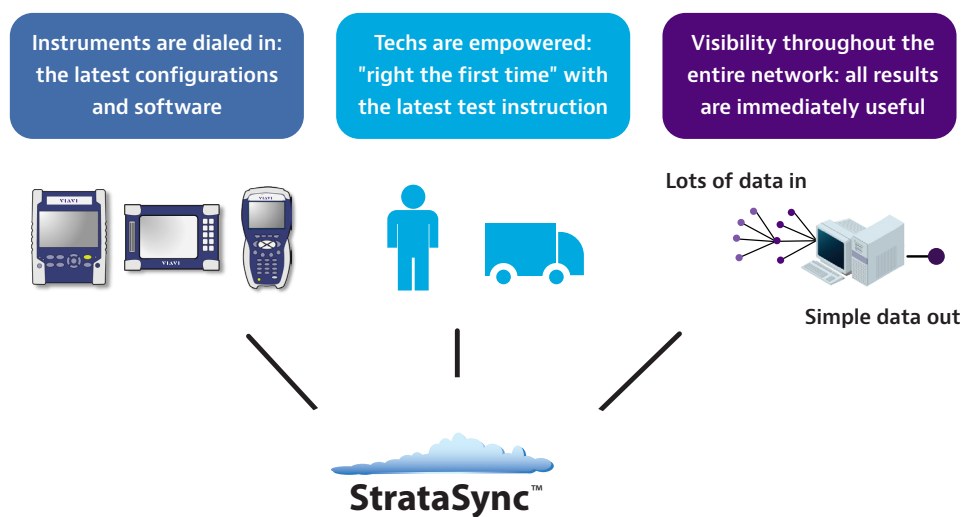 Instruments are dialed in:
the latest configurations
and software
Techs are empowered:
"right the first time" with
the latest test instruction
Visibility throughout the
entire network: all results
are immediately useful
Lots of data in
VIAVI
VIAVI
VIAVI
Simple data out
StrataSync™